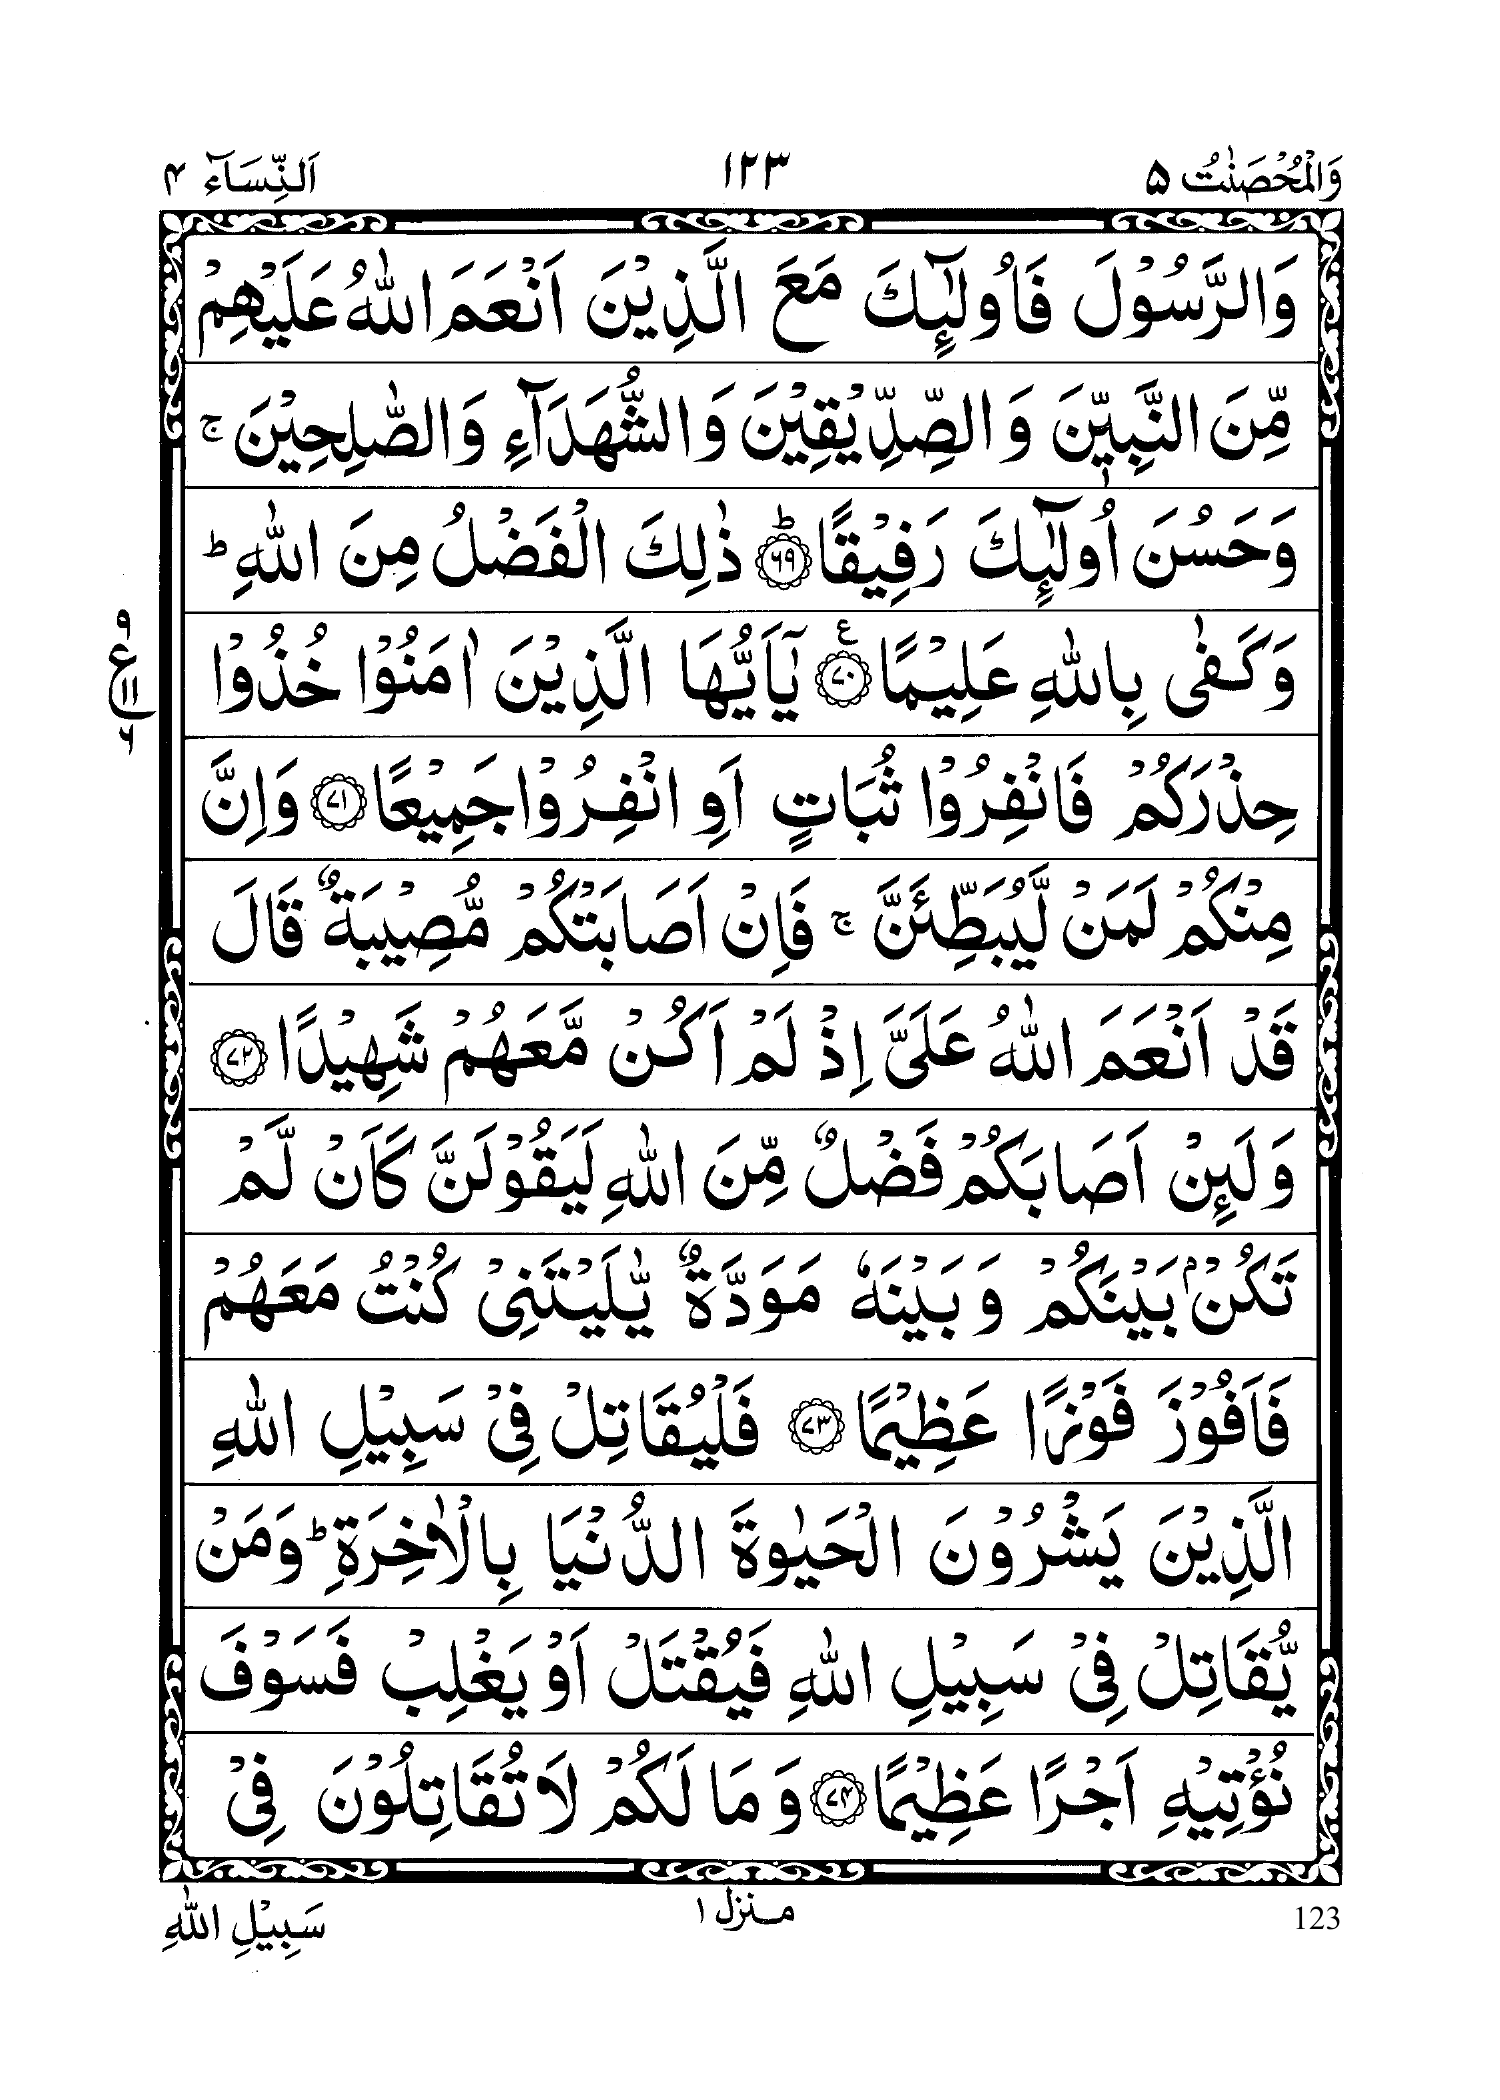 وَالْمُحْصَنٰتُ ۵ ۱۲۳ اَلنِّسَآء ۴
وَالرَّسُوْلَ فَاُولٰٓئِكَ مَعَ الَّذِيْنَ اَنْعَمَ اللّٰهُ عَلَيْهِمْ
مِّنَ النَّبِيّٖنَ وَالصِّدِّيْقِيْنَ وَالشُّهَدَآءِ وَالصّٰلِحِيْنَ ۚ
وَحَسُنَ اُولٰٓئِكَ رَفِيْقًا ؕ ﴿۶۹﴾ ذٰلِكَ الْفَضْلُ مِنَ اللّٰهِ ؕ
وَكَفٰى بِاللّٰهِ عَلِيْمًا ﴿۷۰﴾ ع يٰٓاَيُّهَا الَّذِيْنَ اٰمَنُوْا خُذُوْا
۹ ع ۱۱ ۶
حِذْرَكُمْ فَانْفِرُوْا ثُبَاتٍ اَوِ انْفِرُوْا جَمِيْعًا ﴿۷۱﴾ وَاِنَّ
مِنْكُمْ لَمَنْ لَّيُبَطِّئَنَّ ۚ فَاِنْ اَصَابَتْكُمْ مُّصِيْبَةٌ قَالَ
قَدْ اَنْعَمَ اللّٰهُ عَلَىَّ اِذْ لَمْ اَكُنْ مَّعَهُمْ شَهِيْدًا ﴿۷۲﴾
وَلَئِنْ اَصَابَكُمْ فَضْلٌ مِّنَ اللّٰهِ لَيَقُوْلَنَّ كَاَنْ لَّمْ
تَكُنْۢ بَيْنَكُمْ وَبَيْنَهٗ مَوَدَّةٌ يّٰلَيْتَنِىْ كُنْتُ مَعَهُمْ
فَاَفُوْزَ فَوْزًا عَظِيْمًا ﴿۷۳﴾ فَلْيُقَاتِلْ فِىْ سَبِيْلِ اللّٰهِ
الَّذِيْنَ يَشْرُوْنَ الْحَيٰوةَ الدُّنْيَا بِالْاٰخِرَةِ ؕ وَمَنْ
يُّقَاتِلْ فِىْ سَبِيْلِ اللّٰهِ فَيُقْتَلْ اَوْ يَغْلِبْ فَسَوْفَ
نُؤْتِيْهِ اَجْرًا عَظِيْمًا ﴿۷۴﴾ وَمَا لَكُمْ لَا تُقَاتِلُوْنَ فِىْ
123 منزل ۱ سَبِيْلِ اللّٰهِ